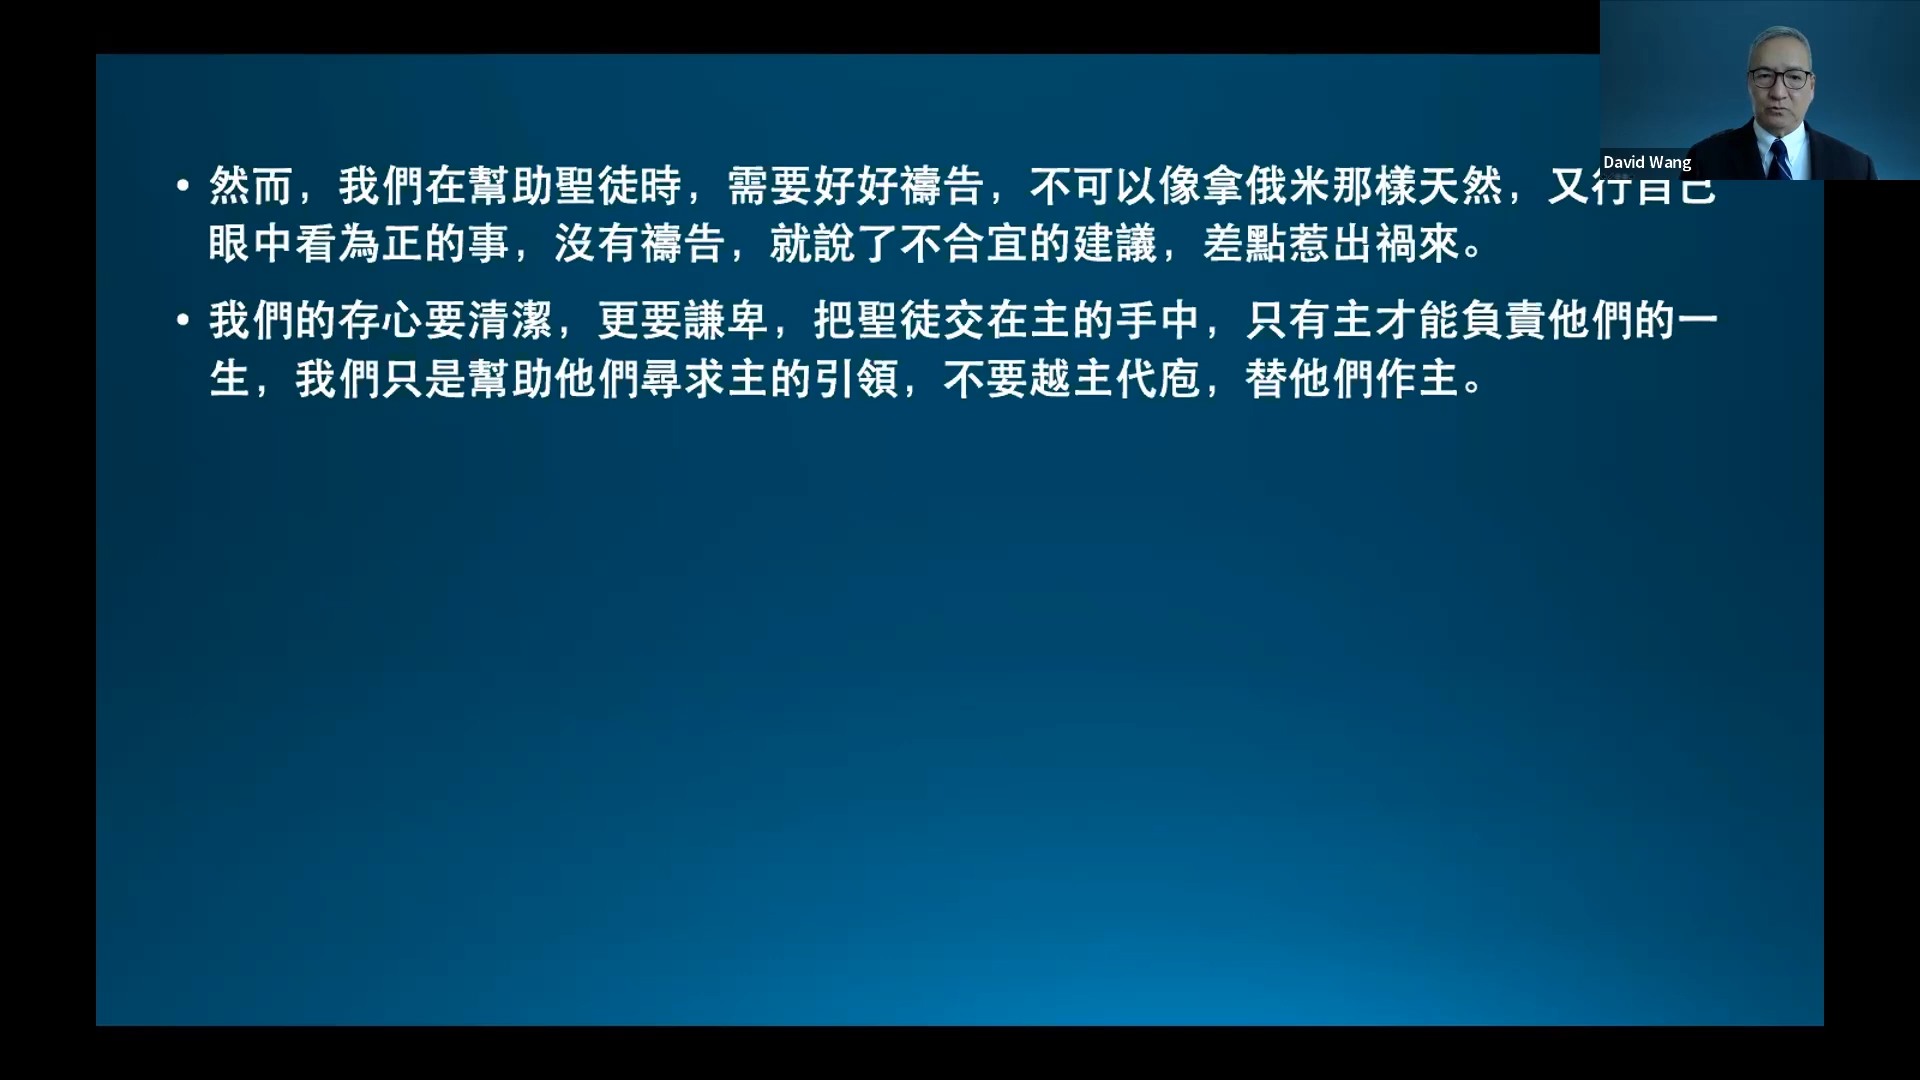 • 然而，我們在幫助聖徒時，需要好好禱告，不可以像拿俄米那樣天然，又行自己
眼中看為正的事，沒有禱告，就說了不合宜的建議，差點惹出禍來。
• 我們的存心要清潔，更要謙卑，把聖徒交在主的手中，只有主才能負責他們的一
生，我們只是幫助他們尋求主的引領，不要越主代庖，替他們作主。
David Wang